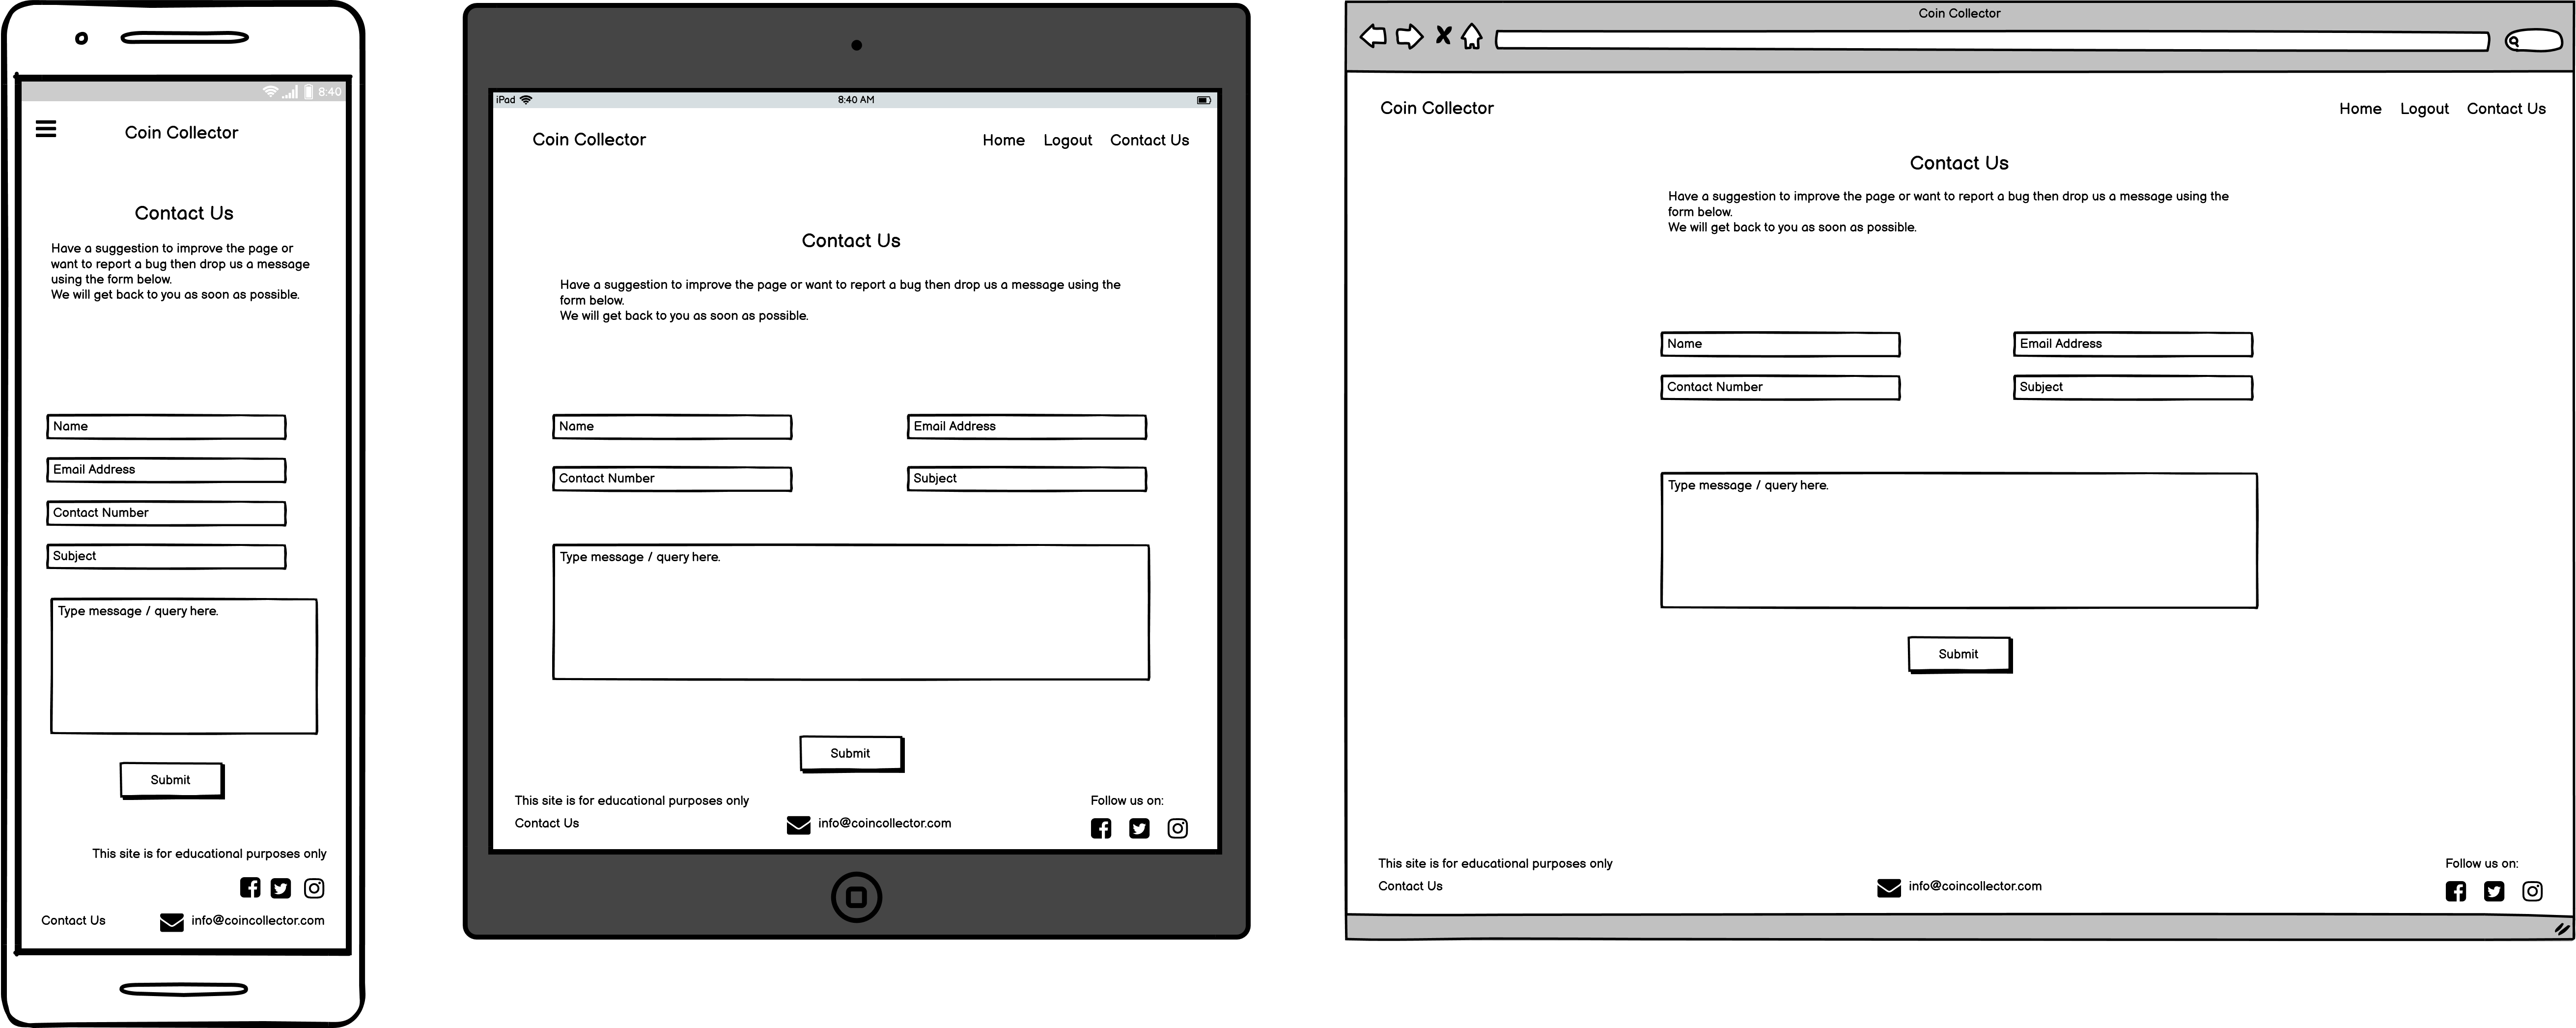 8:40
Coin Collector
Contact Us
Have a suggestion to improve the page or
want to report a bug then drop us a message
using the form below.
We will get back to you as soon as possible.
Name
Email Address
Contact Number
Subject
Type message / query here.
Submit
This site is for educational purposes only
Contact Us
info@coincollector.com
iPad
8:40 AM
Coin Collector
Home
Logout
Contact Us
Contact Us
Have a suggestion to improve the page or want to report a bug then drop us a message using the
form below.
We will get back to you as soon as possible.
Name
Email Address
Contact Number
Subject
Type message / query here.
Submit
This site is for educational purposes only
Follow us on:
Contact Us
info@coincollector.com
Coin Collector
Coin Collector
Home
Logout
Contact Us
Contact Us
Have a suggestion to improve the page or want to report a bug then drop us a message using the
form below.
We will get back to you as soon as possible.
Name
Email Address
Contact Number
Subject
Type message / query here.
Submit
This site is for educational purposes only
Follow us on:
Contact Us
info@coincollector.com